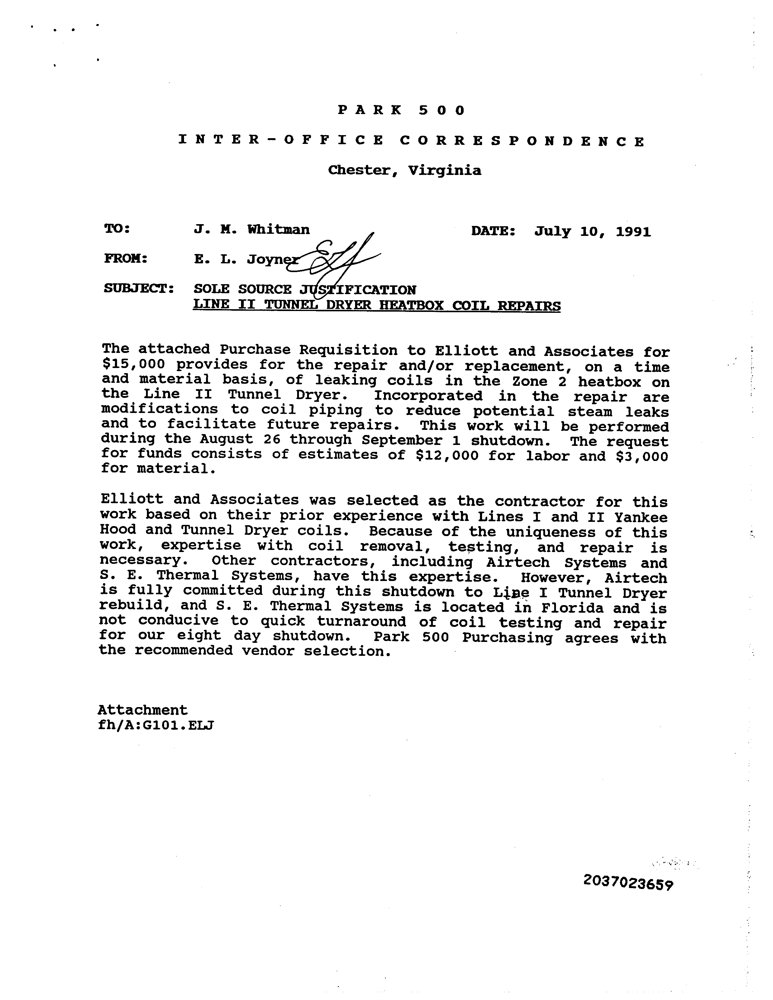 PARK 500
INTER-OFFICE CORRESPONDENCE
Chester, Virginia
TO: J. M. Whitman DATE: July 10, 1991
FROM: E. L. Joyner
SUBJECT: SOLE SOURCE JUSTIFICATION
LINE II TUNNEL DRYER HEATBOX COIL REPAIRS
The attached Purchase Requisition to Elliott and Associates for
$15,000 provides for the repair and/or replacement, on a time
and material basis, of leaking coils in the Zone 2 heatbox on
the Line II Tunnel Dryer. Incorporated in the repair are
modifications to coil piping to reduce potential steam leaks
and to facilitate future repairs. This work will be performed
during the August 26 through September 1 shutdown. The request
for funds consists of estimates of $12,000 for labor and $3,000
for material.
Elliott and Associates was selected as the contractor for this
work based on their prior experience with Lines I and II Yankee
Hood and Tunnel Dryer coils. Because of the uniqueness of this
work, expertise with coil removal, testing, and repair is
necessary. Other contractors, including Airtech Systems and
S. E. Thermal Systems, have this expertise. However, Airtech
is fully committed during this shutdown to Line I Tunnel Dryer
rebuild, and S. E. Thermal Systems is located in Florida and is
not conducive to quick turnaround of coil testing and repair
for our eight day shutdown. Park 500 Purchasing agrees with
the recommended vendor selection.
Attachment
fh/A:G101.ELJ
2037023659